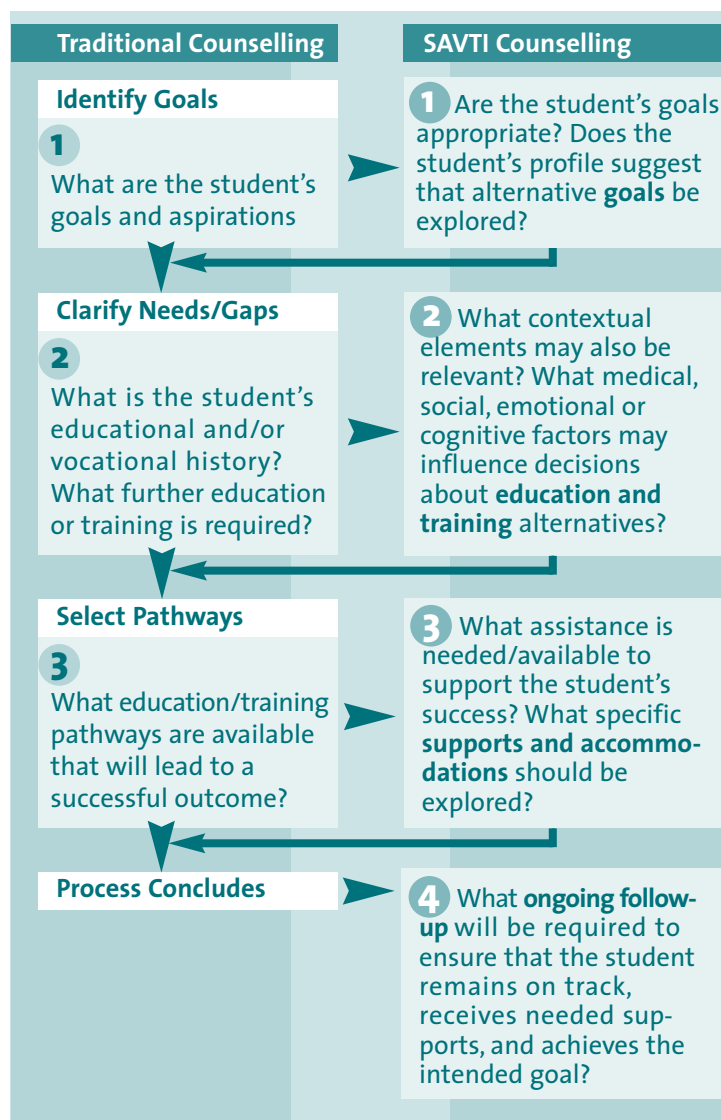 Traditional Counselling
SAVTI Counselling
Identify Goals
1
What are the student's
goals and aspirations
1 Are the student's goals
appropriate? Does the
student's profile suggest
that alternative goals be
explored?
Clarify Needs/Gaps
2
What is the student's
educational and/or
vocational history?
What further education
or training is required?
2 What contextual
elements may also be
relevant? What medical,
social, emotional or
cognitive factors may
influence decisions
about education and
training alternatives?
Select Pathways
3
What education/training
pathways are available
that will lead to a
successful outcome?
3 What assistance is
needed/available to
support the student's
success? What specific
supports and accommo-
dations should be
explored?
Process Concludes
4 What ongoing follow-
up will be required to
ensure that the student
remains on track,
receives needed sup-
ports, and achieves the
intended goal?